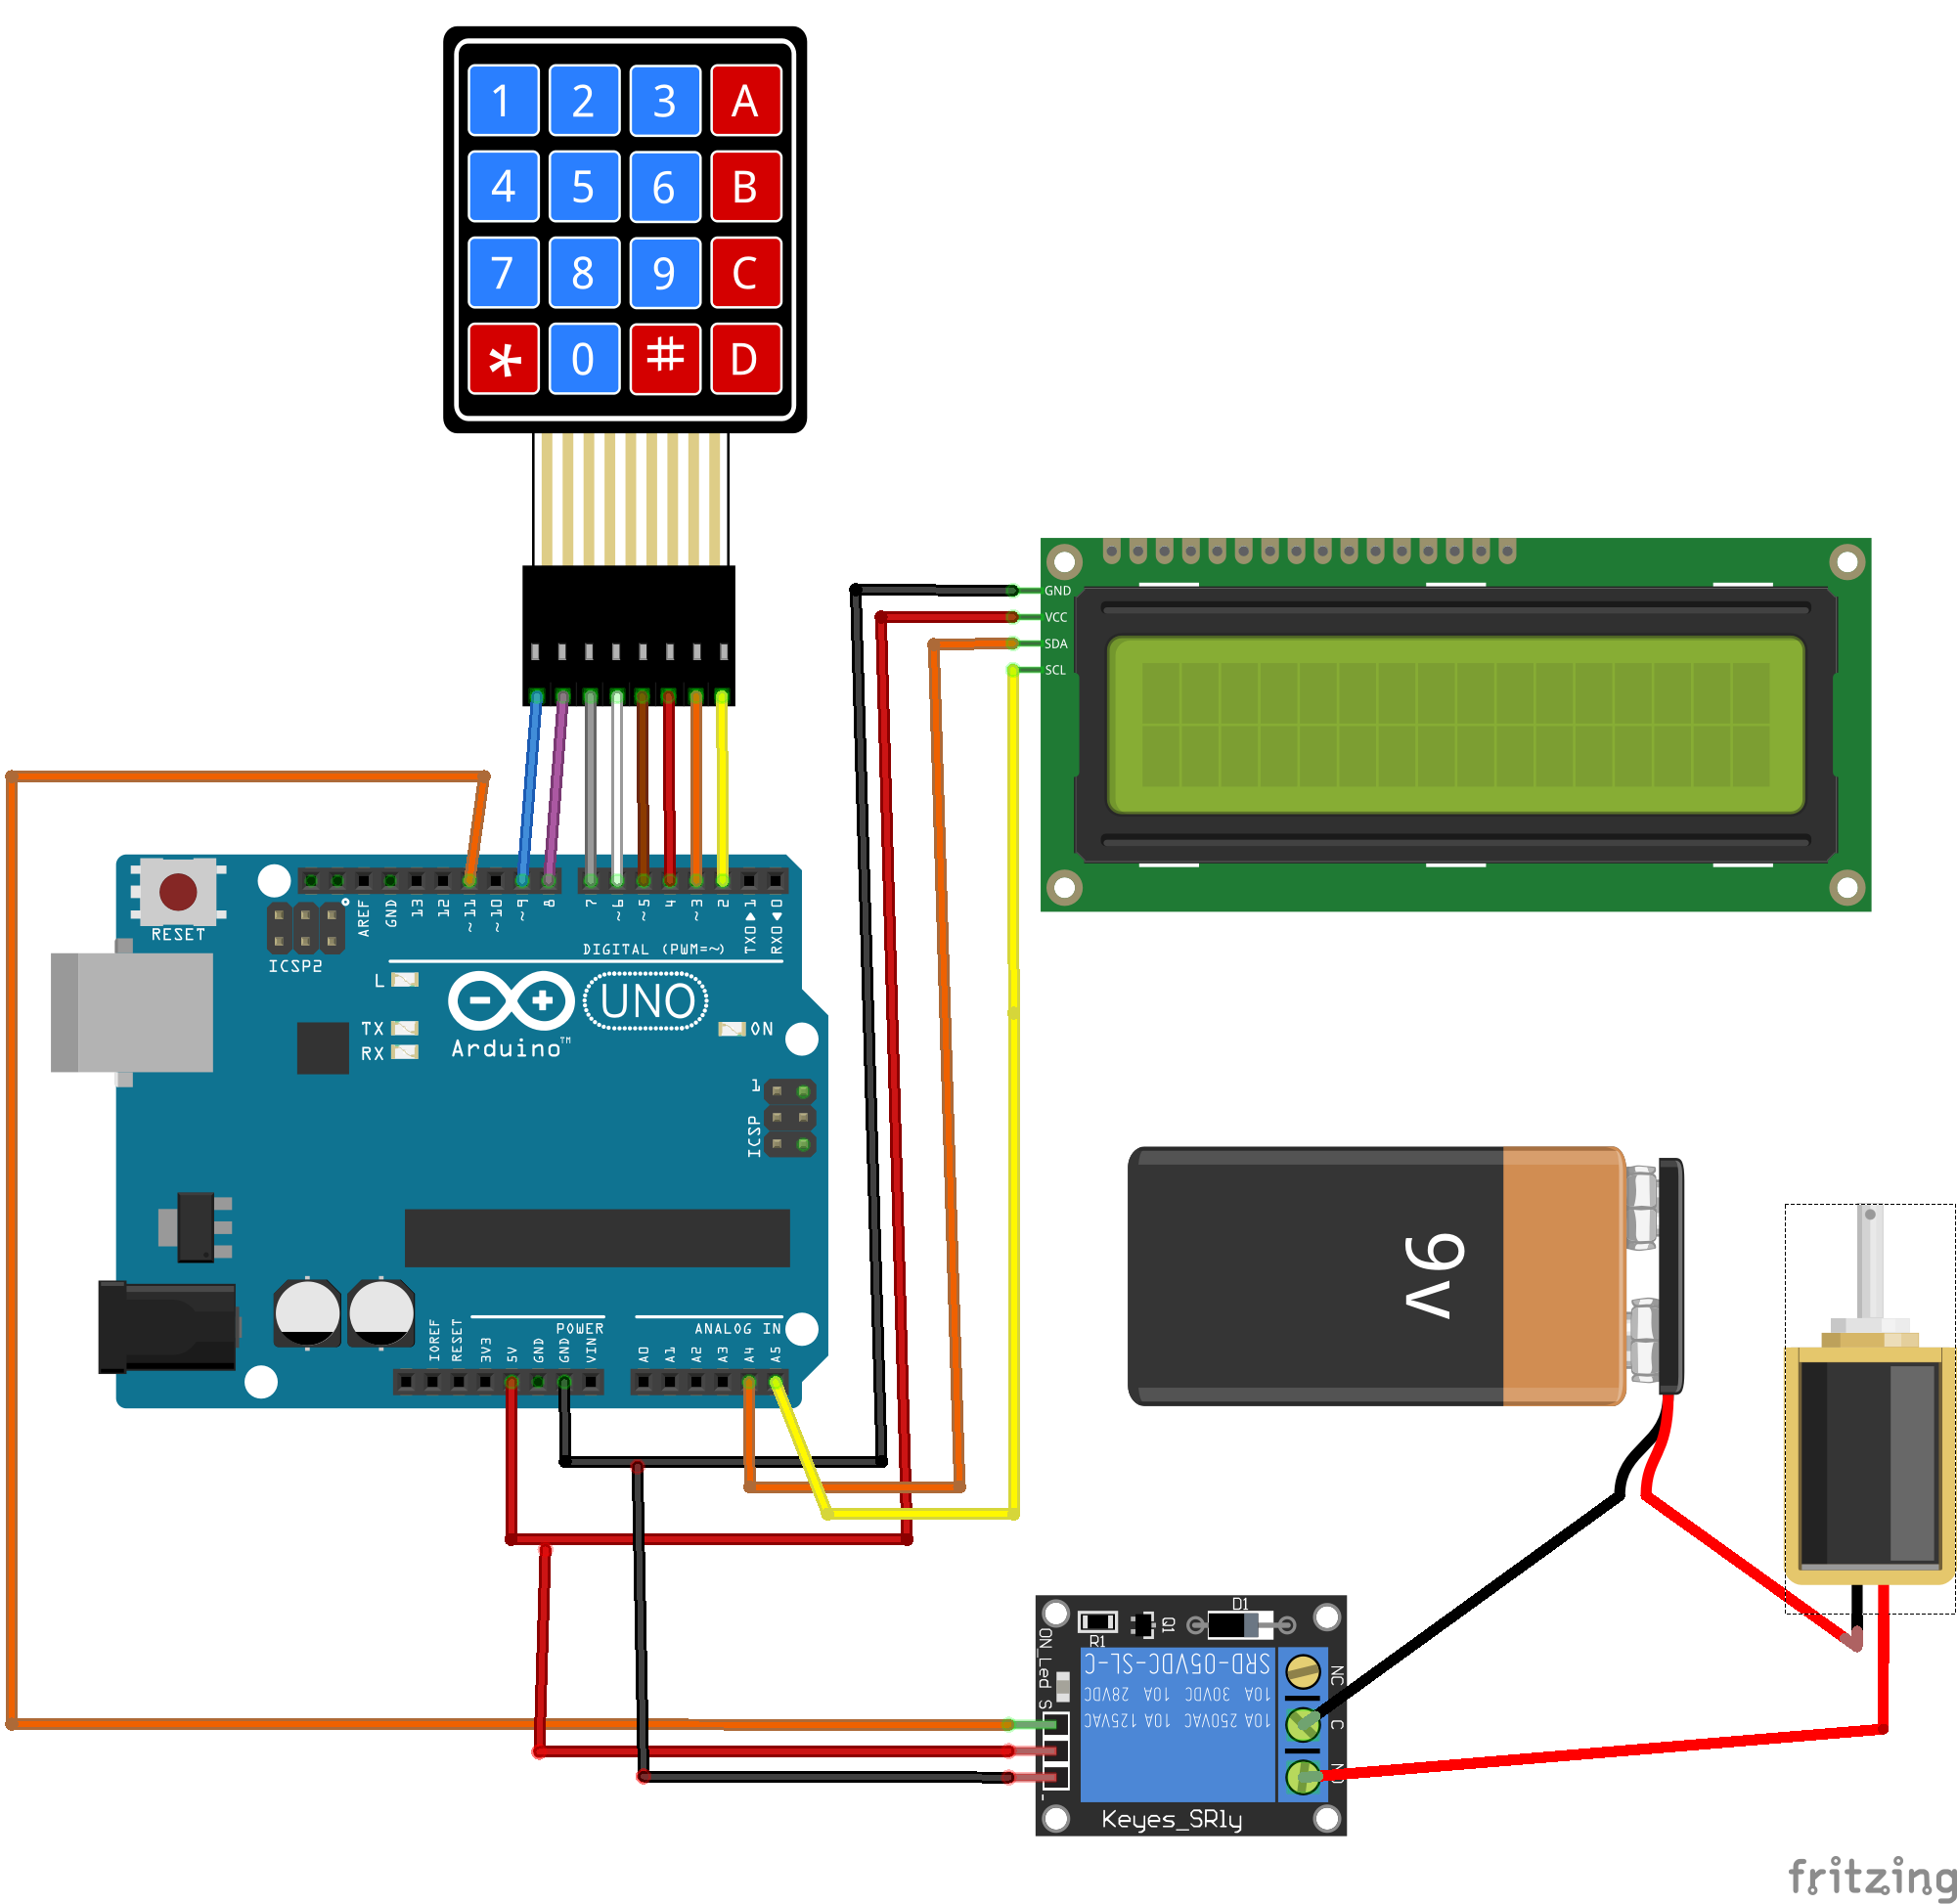 1 2 3 A
4 5 6 B
7 8 9 C
* 0 # D
GND
VCC
SDA
SCL
RESET
ICSP2
AREF
GND
13
12
~11
~10
~9
8
7
~6
~5
4
~3
2
TX0▶1
RX0◀0
DIGITAL (PWM=~)
L
TX
RX
UNO
ON
Arduino™
1
ICSP
POWER
ANALOG IN
IOREF
RESET
3V3
5V
GND
GND
VIN
A0
A1
A2
A3
A4
A5
9v
D1
Q1
R1
ON_Led
S
-
SRD-05VDC-SL-C
10A 30VDC 10A 28VDC
10A 250VAC 10A 125VAC
NC
C
NO
Keyes_SRly
fritzing